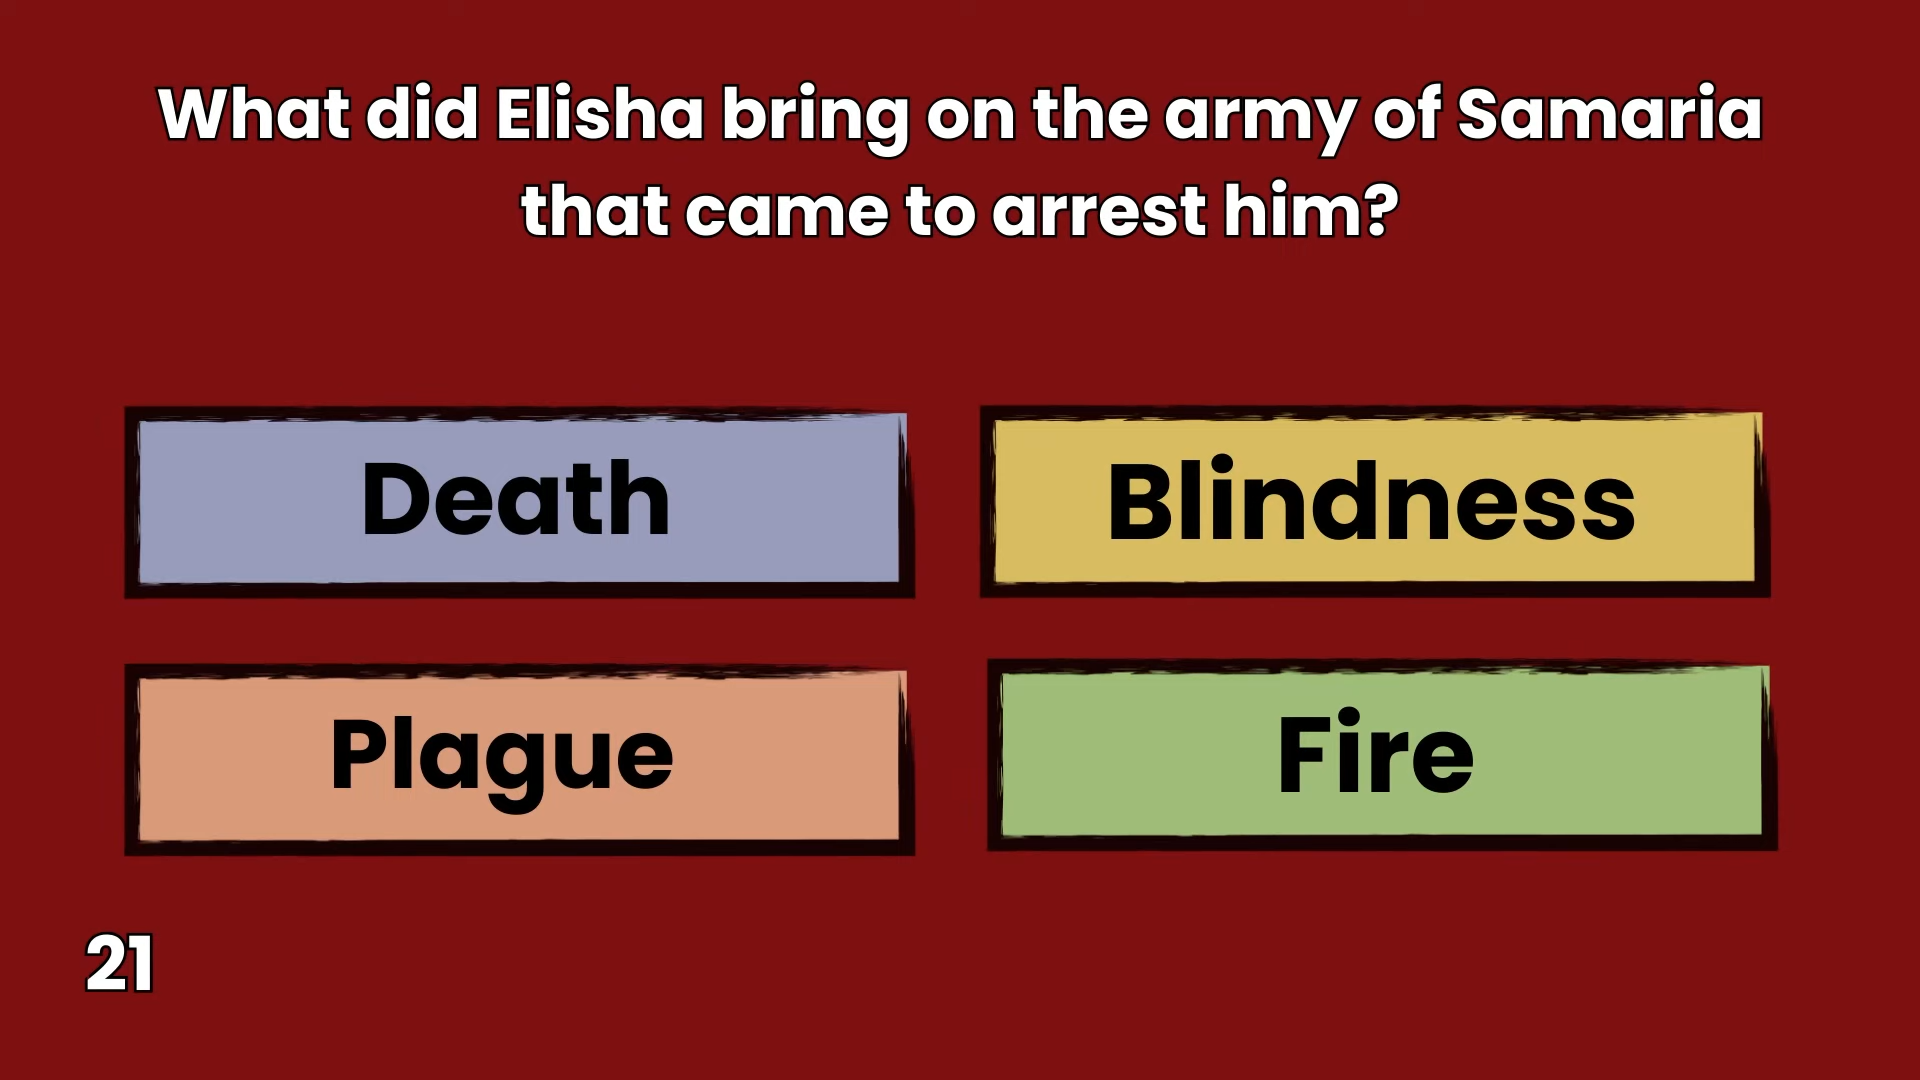 What did Elisha bring on the army of Samaria
that came to arrest him?
Death
Blindness
Plague
Fire
21